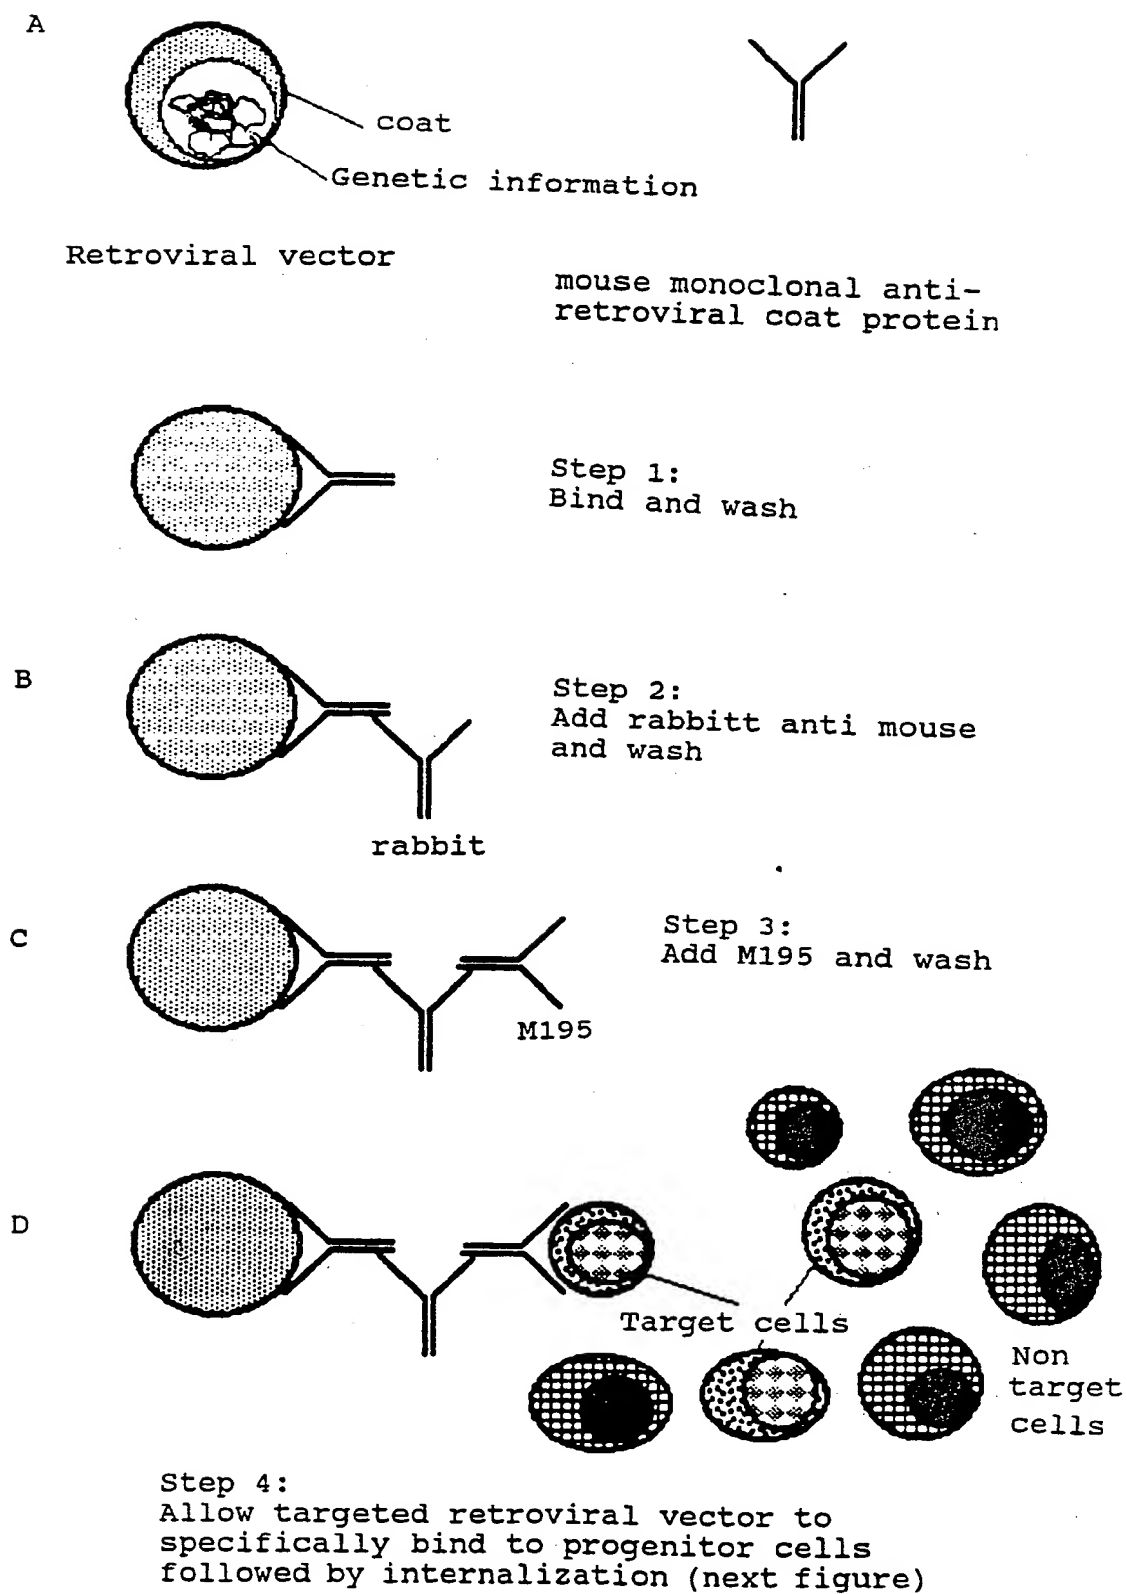 A
coat
Genetic information
Retroviral vector
mouse monoclonal anti-
retroviral coat protein
Step 1:
Bind and wash
B
Step 2:
Add rabbitt anti mouse
and wash
rabbit
C
Step 3:
Add M195 and wash
M195
D
Target cells
Non
target
cells
Step 4:
Allow targeted retroviral vector to
specifically bind to progenitor cells
followed by internalization (next figure)